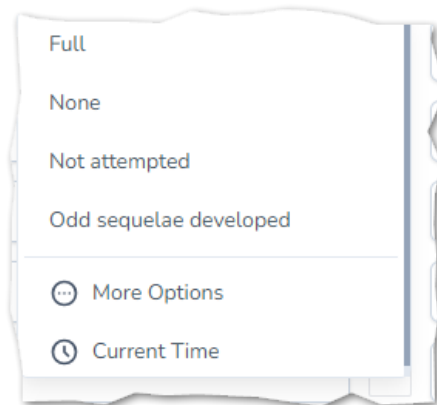 Full
None
Not attempted
Odd sequelae developed
More Options
Current Time